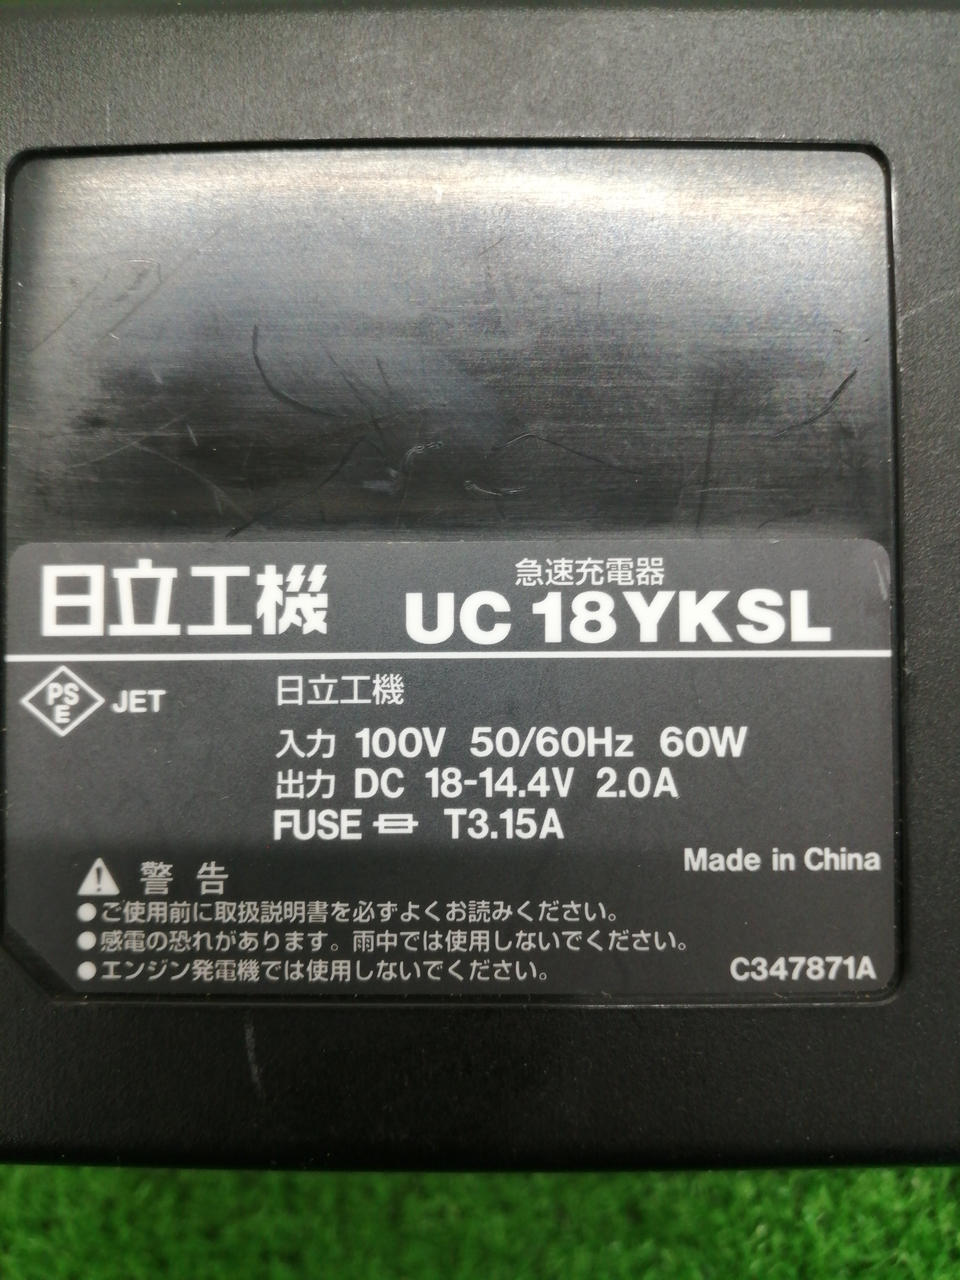 日立工機
急速充電器
UC 18YKSL
PSE JET
日立工機
入力 100V 50/60Hz 60W
出力 DC 18-14.4V 2.0A
FUSE T3.15A
Made in China
警告
●ご使用前に取扱説明書を必ずよくお読みください。
●感電の恐れがあります。雨中では使用しないでください。
●エンジン発電機では使用しないでください。
C347871A